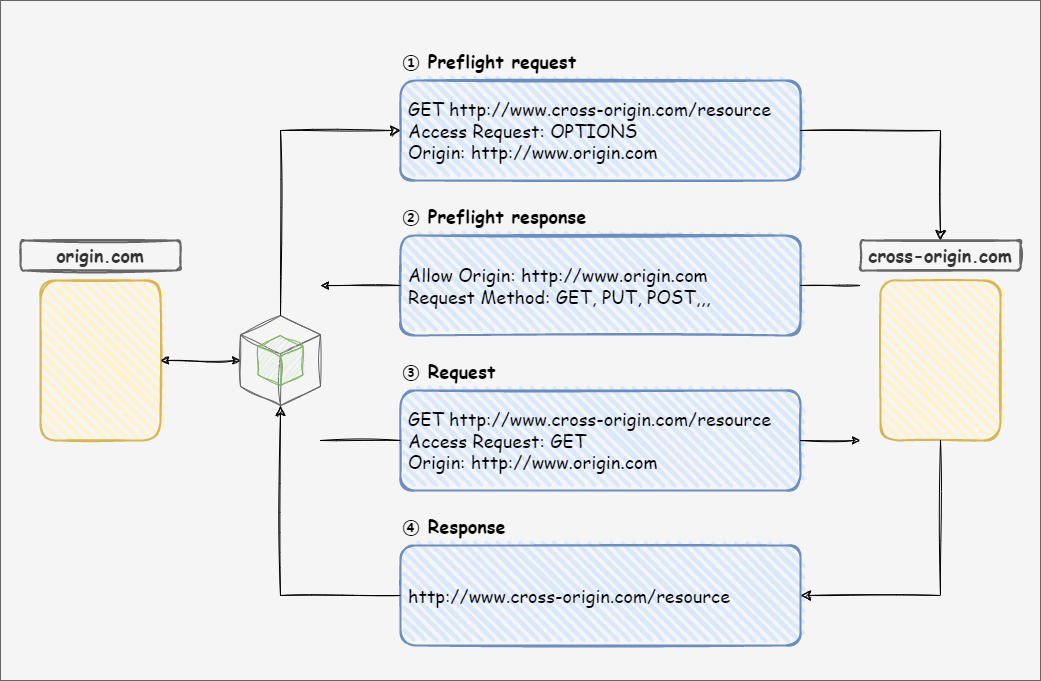 ① Preflight request
GET http://www.cross-origin.com/resource
Access Request: OPTIONS
Origin: http://www.origin.com
② Preflight response
Allow Origin: http://www.origin.com
Request Method: GET, PUT, POST,,,
origin.com
cross-origin.com
③ Request
GET http://www.cross-origin.com/resource
Access Request: GET
Origin: http://www.origin.com
④ Response
http://www.cross-origin.com/resource